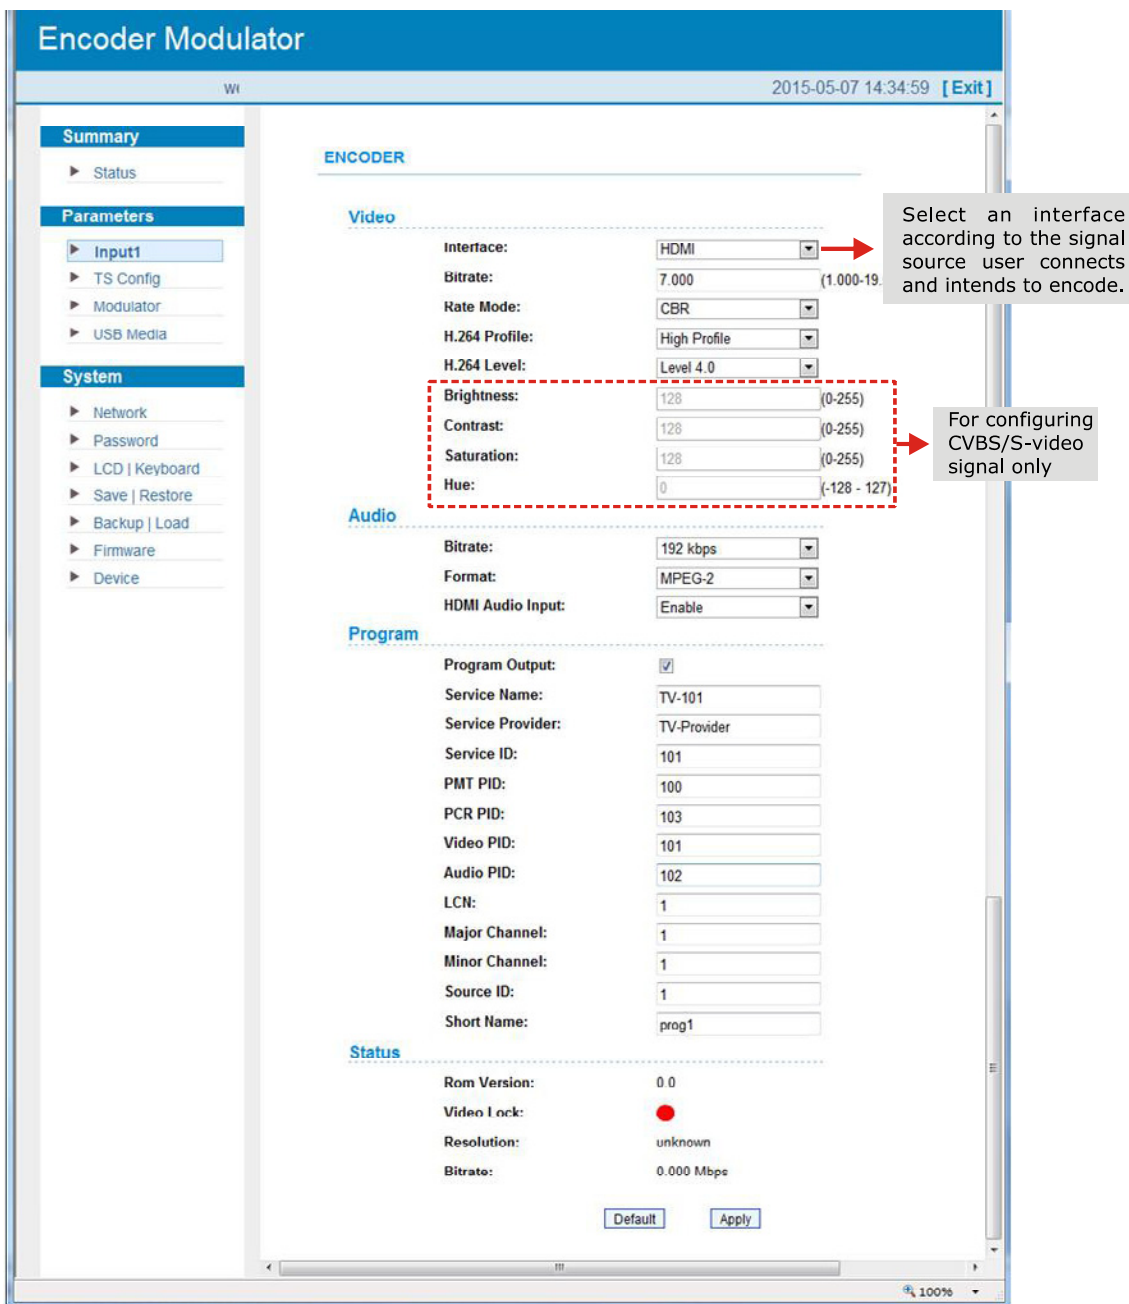 Encoder Modulator
2015-05-07 14:34:59 [ Exit ]
Summary
Status
Parameters
Input1
TS Config
Modulator
USB Media
System
Network
Password
LCD | Keyboard
Save | Restore
Backup | Load
Firmware
Device
ENCODER
Video
Interface: HDMI
Bitrate: 7.000 (1.000-19.
Rate Mode: CBR
H.264 Profile: High Profile
H.264 Level: Level 4.0
Brightness: 128 (0-255)
Contrast: 128 (0-255)
Saturation: 128 (0-255)
Hue: 0 (-128 - 127)
Select an interface
according to the signal
source user connects
and intends to encode.
For configuring
CVBS/S-video
signal only
Audio
Bitrate: 192 kbps
Format: MPEG-2
HDMI Audio Input: Enable
Program
Program Output:
Service Name: TV-101
Service Provider: TV-Provider
Service ID: 101
PMT PID: 100
PCR PID: 103
Video PID: 101
Audio PID: 102
LCN: 1
Major Channel: 1
Minor Channel: 1
Source ID: 1
Short Name: prog1
Status
Rom Version: 0.0
Video Lock:
Resolution: unknown
Bitrate: 0.000 Mbps
Default Apply
100%